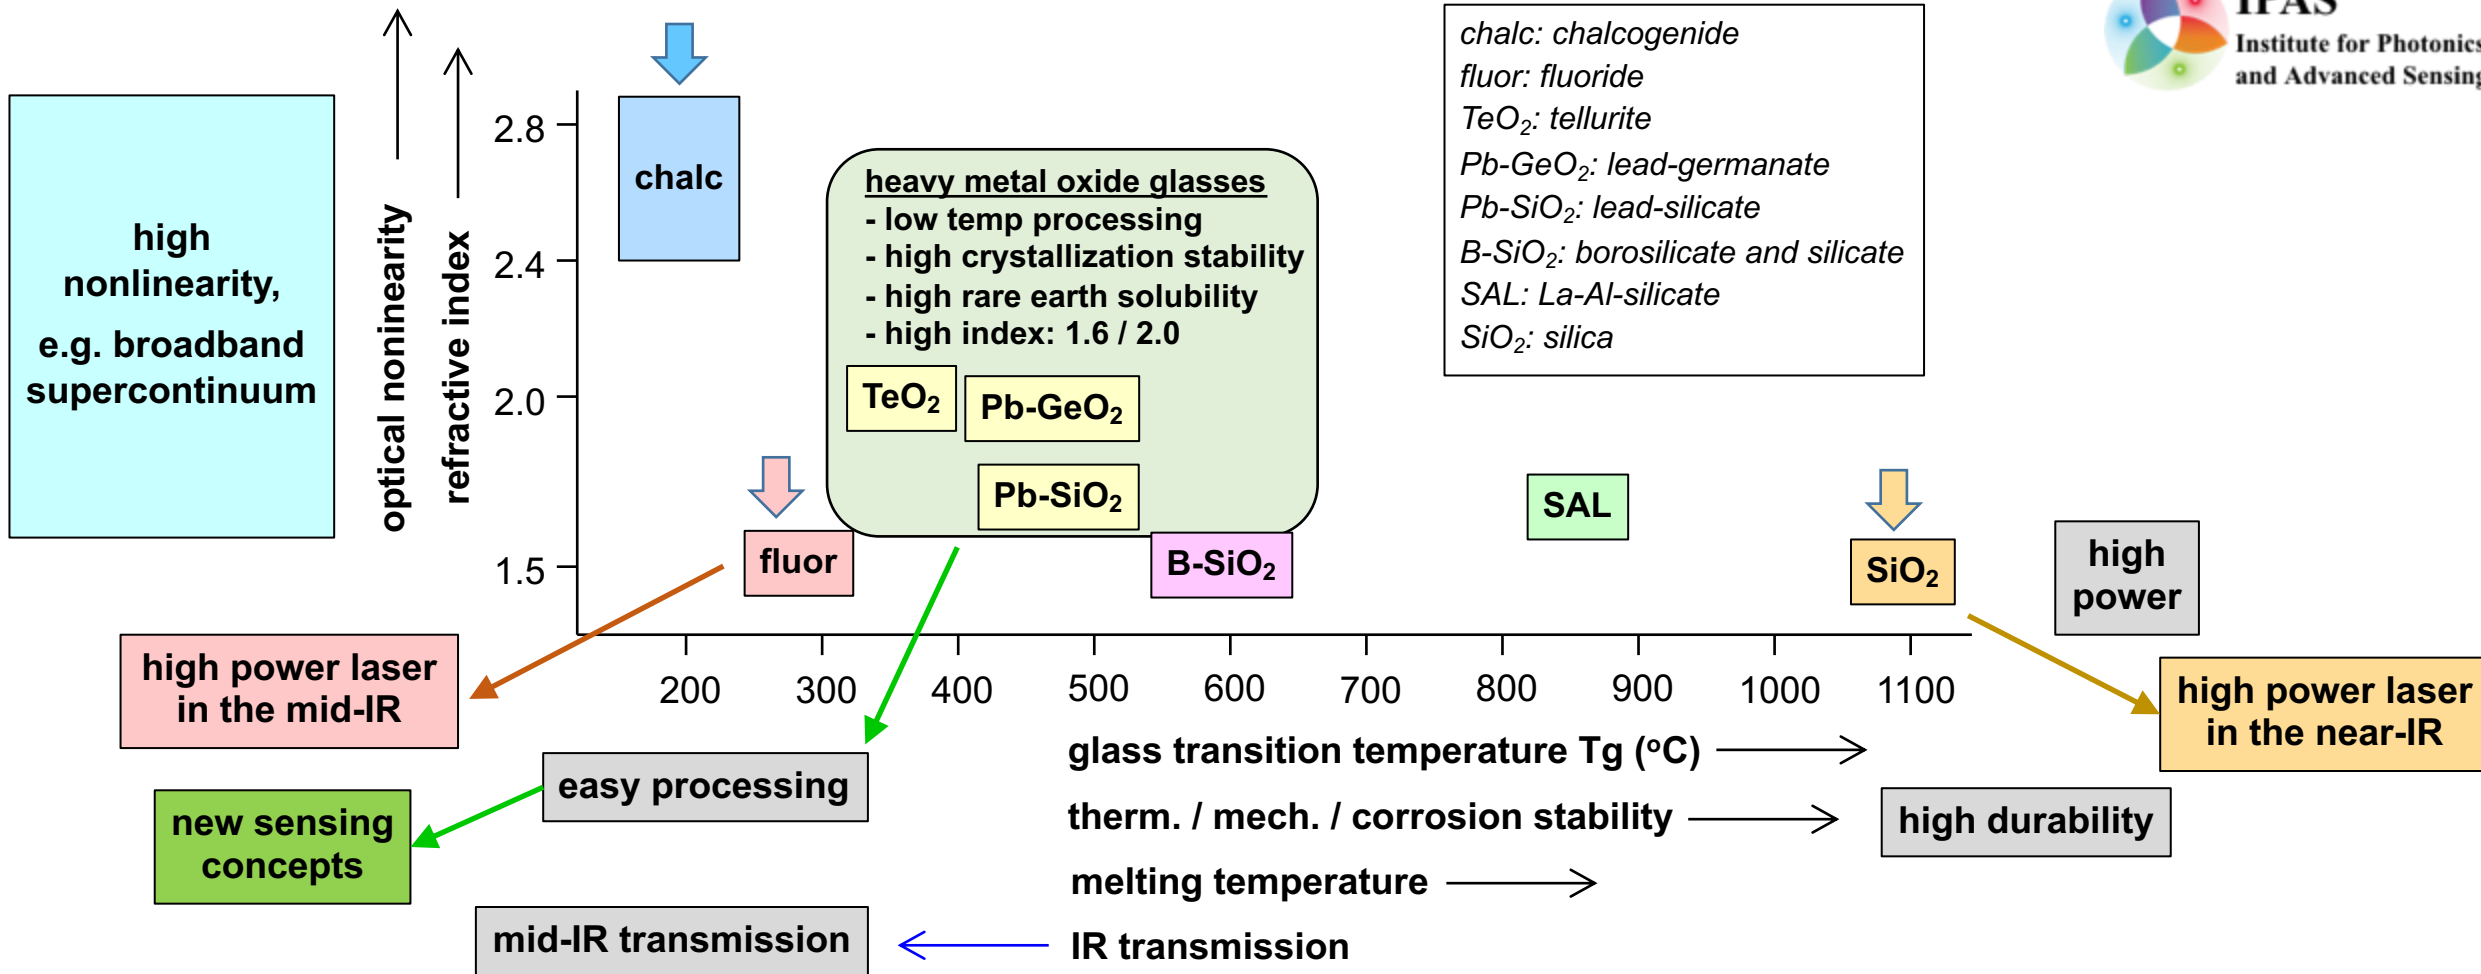 IPAS
Institute for Photonics
and Advanced Sensing
chalc: chalcogenide
fluor: fluoride
TeO₂: tellurite
Pb-GeO₂: lead-germanate
Pb-SiO₂: lead-silicate
B-SiO₂: borosilicate and silicate
SAL: La-Al-silicate
SiO₂: silica
high
nonlinearity,
e.g. broadband
supercontinuum
optical noninearity
refractive index
2.8
2.4
2.0
1.5
chalc
heavy metal oxide glasses
- low temp processing
- high crystallization stability
- high rare earth solubility
- high index: 1.6 / 2.0
TeO₂
Pb-GeO₂
Pb-SiO₂
fluor
B-SiO₂
SAL
SiO₂
high
power
200 300 400 500 600 700 800 900 1000 1100
high power laser
in the mid-IR
high power laser
in the near-IR
glass transition temperature Tg (ºC)
easy processing
therm. / mech. / corrosion stability
high durability
new sensing
concepts
melting temperature
mid-IR transmission
IR transmission